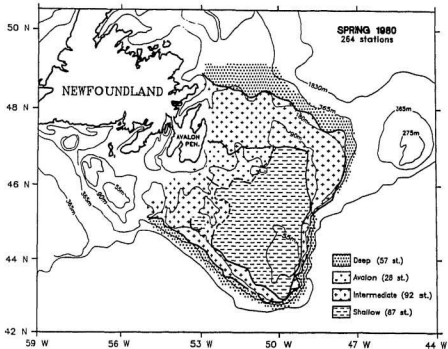 SPRING 1980
264 stations
50 N
48
46
44
42 N
NEWFOUNDLAND
AVALON
PEN.
1830m
365m
365m
275m
Deep (57 st.)
Avalon (28 st.)
Intermediate (92 st.)
Shallow (87 st.)
59 W
56 W
53 W
50 W
47 W
44 W